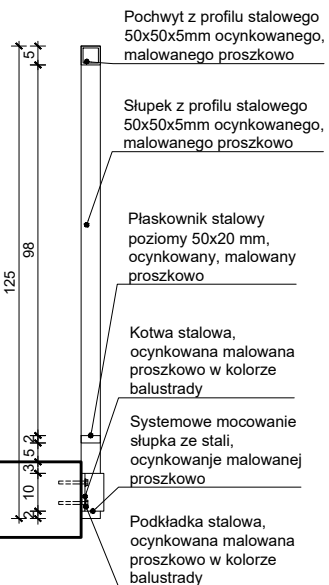 Pochwyt z profilu stalowego
50x50x5mm ocynkowanego,
malowanego proszkowo
Słupek z profilu stalowego
50x50x5mm ocynkowanego,
malowanego proszkowo
Płaskownik stalowy
poziomy 50x20 mm,
ocynkowany, malowany
proszkowo
Kotwa stalowa,
ocynkowana malowana
proszkowo w kolorze
balustrady
Systemowe mocowanie
słupka ze stali,
ocynkowanje malowanej
proszkowo
Podkładka stalowa,
ocynkowana malowana
proszkowo w kolorze
balustrady
125
5
98
2
5
3
10
2